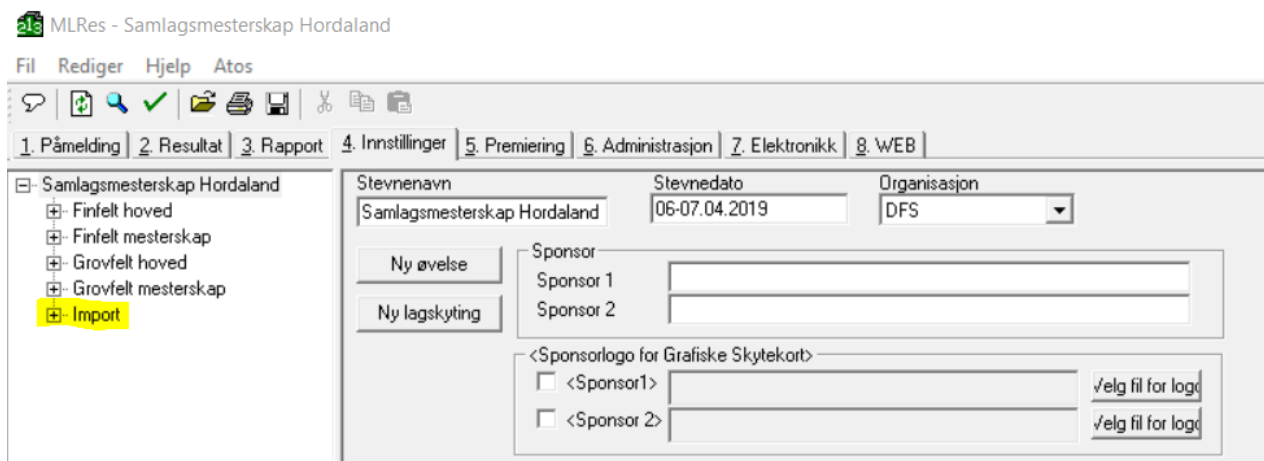 MLRes - Samlagsmesterskap Hordaland
Fil Rediger Hjelp Atos
1. Påmelding 2. Resultat 3. Rapport 4. Innstillinger 5. Premiering 6. Administrasjon 7. Elektronikk 8. WEB
Samlagsmesterskap Hordaland
Finfelt hoved
Finfelt mesterskap
Grovfelt hoved
Grovfelt mesterskap
Import
Stevnenavn Stevnedato Organisasjon
Samlagsmesterskap Hordaland 06-07.04.2019 DFS
Ny øvelse
Ny lagskyting
Sponsor
Sponsor 1
Sponsor 2
<Sponsorlogo for Grafiske Skytekort>
<Sponsor1> Velg fil for logo
<Sponsor 2> Velg fil for logo